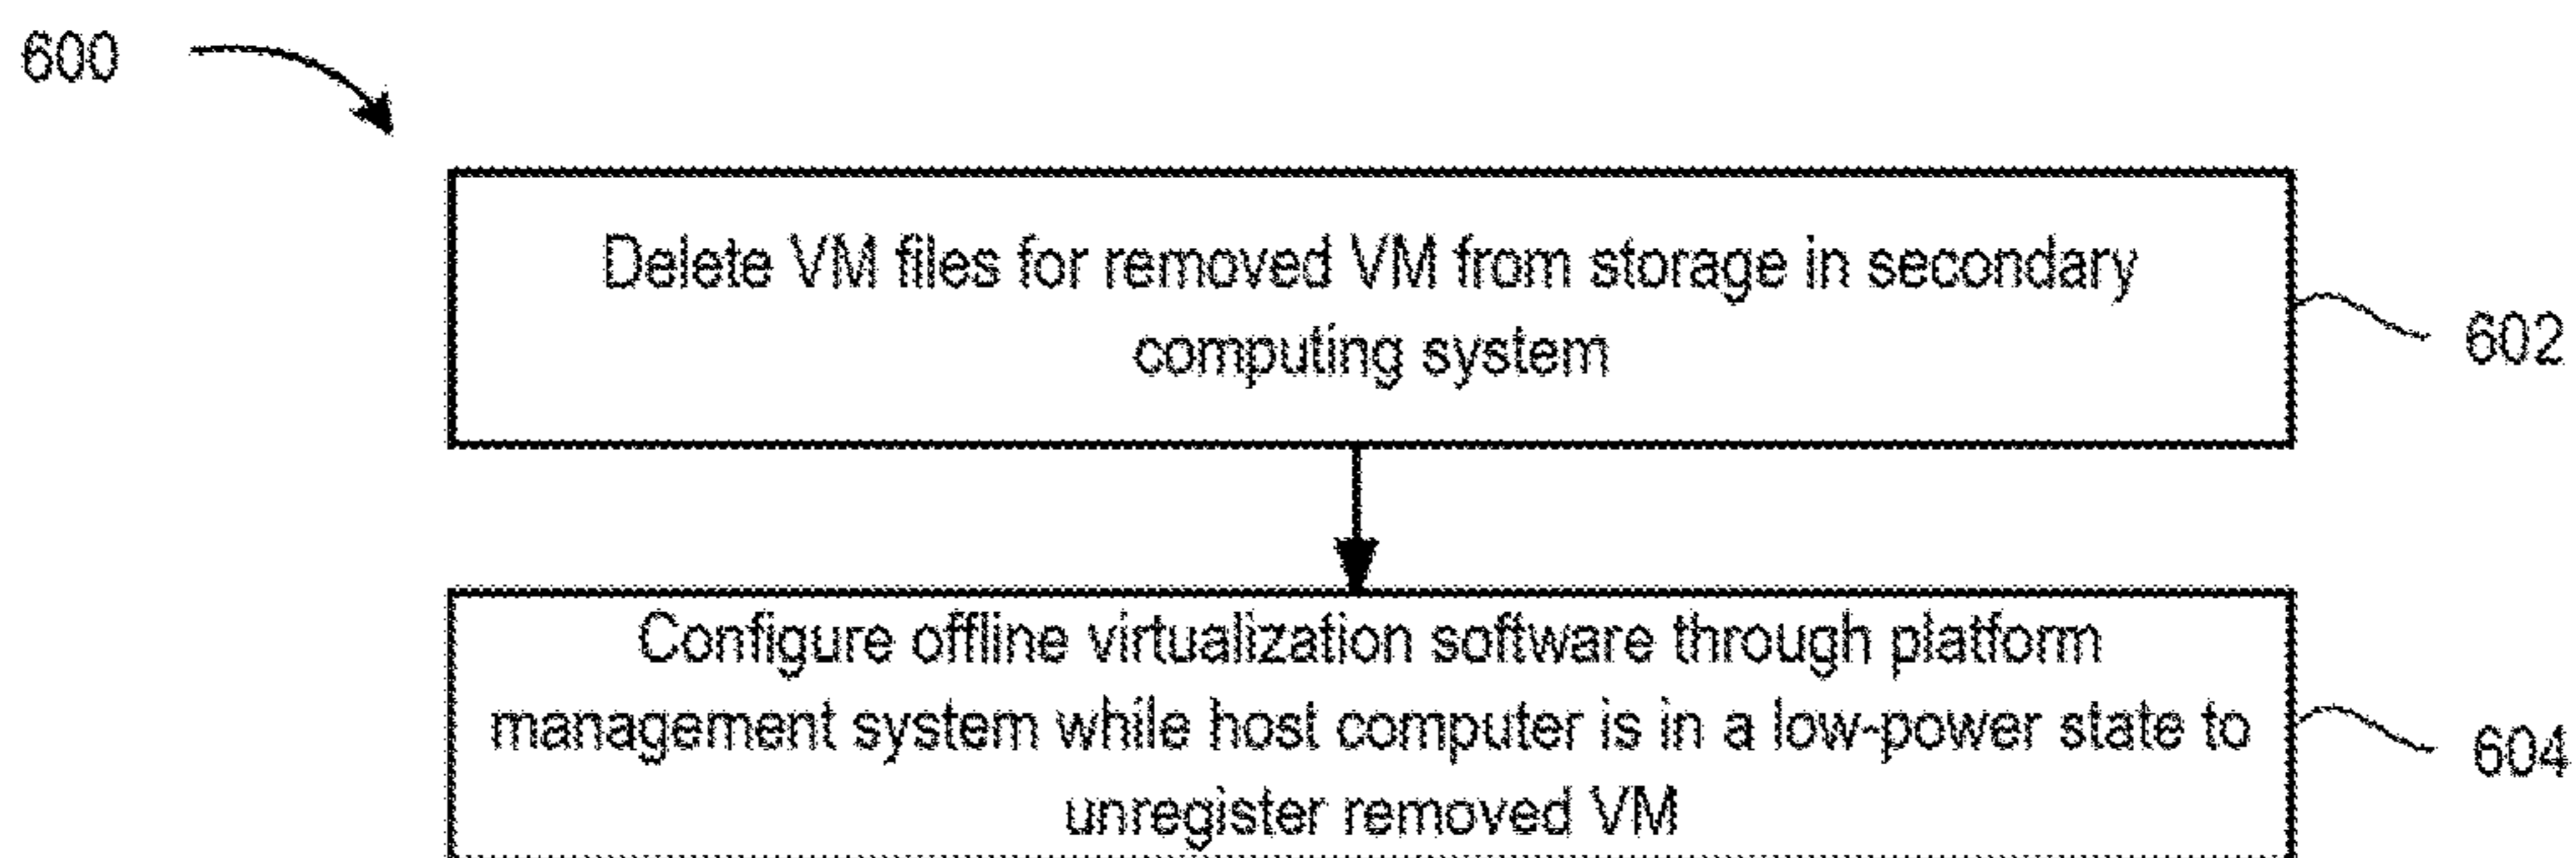 600
Delete VM files for removed VM from storage in secondary
computing system
602
Configure offline virtualization software through platform
management system while host computer is in a low-power state to
unregister removed VM
604